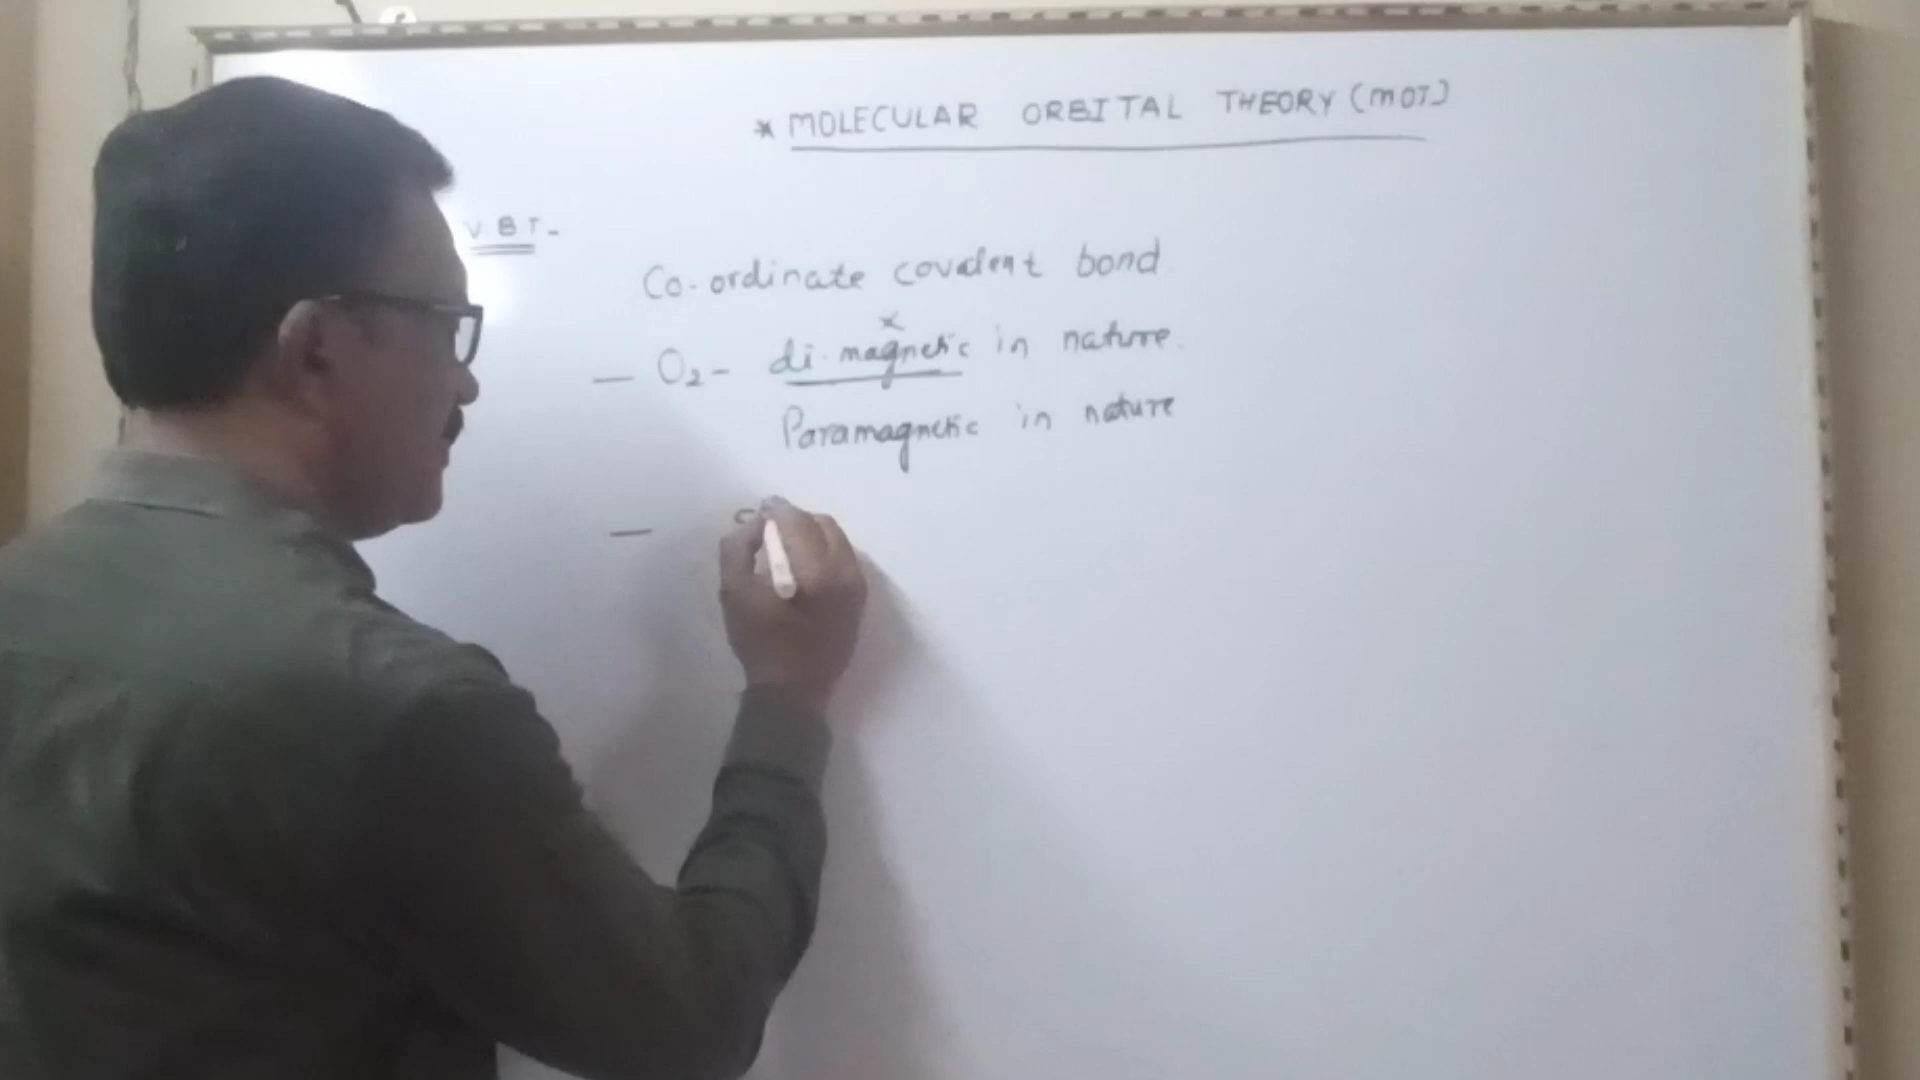 * MOLECULAR ORBITAL THEORY (MOT)
VBT-
Co-ordinate covalent bond
x
— O₂- di-magnetic in nature.
Paramagnetic in nature
—